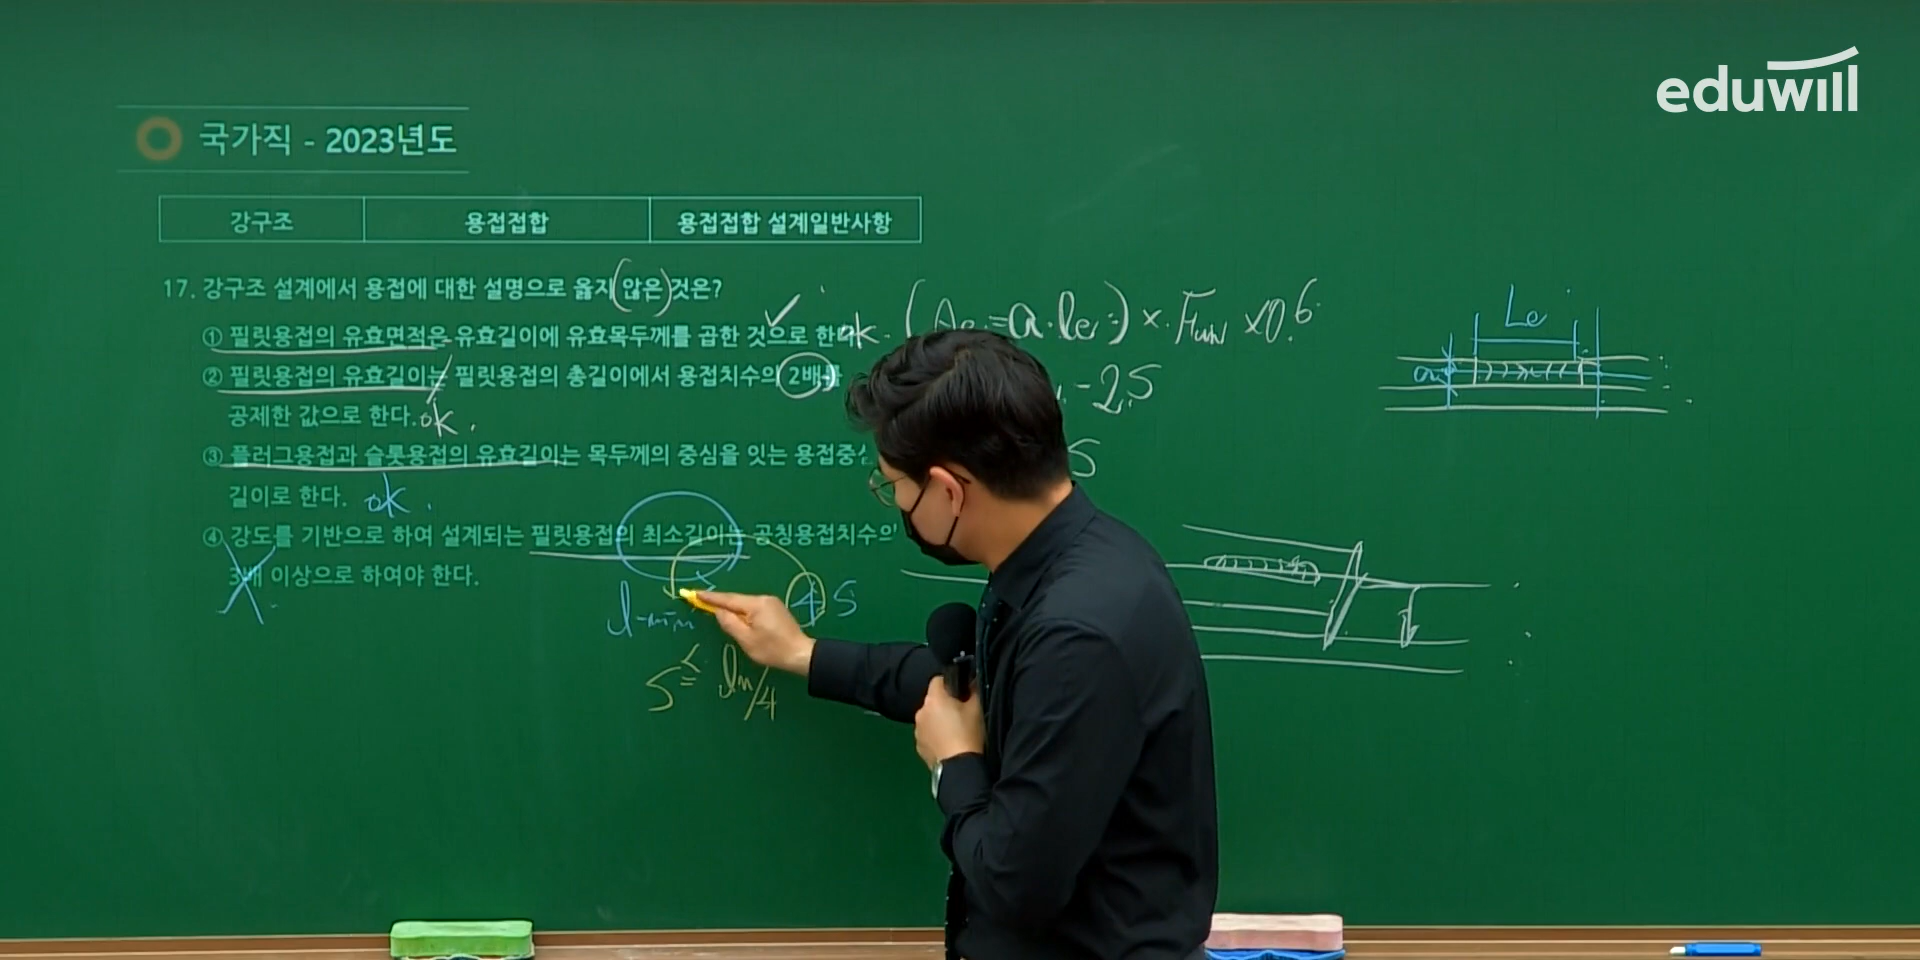 eduwill
국가직 - 2023년도
강구조 용접접합 용접접합 설계일반사항
17. 강구조 설계에서 용접에 대한 설명으로 옳지 않은 것은?
① 필릿용접의 유효면적은 유효길이에 유효목두께를 곱한 것으로 한 ok.
② 필릿용접의 유효길이는 필릿용접의 총길이에서 용접치수의 2배를
공제한 값으로 한다. ok.
③ 플러그용접과 슬롯용접의 유효길이는 목두께의 중심을 잇는 용접중심
길이로 한다. ok.
④ 강도를 기반으로 하여 설계되는 필릿용접의 최소길이는 공칭용접치수의
3배 이상으로 하여야 한다.
= a · le ) × Fuw × 0.6
- 2S
S
Le
a
l min 4 S
S ≤ ln/4